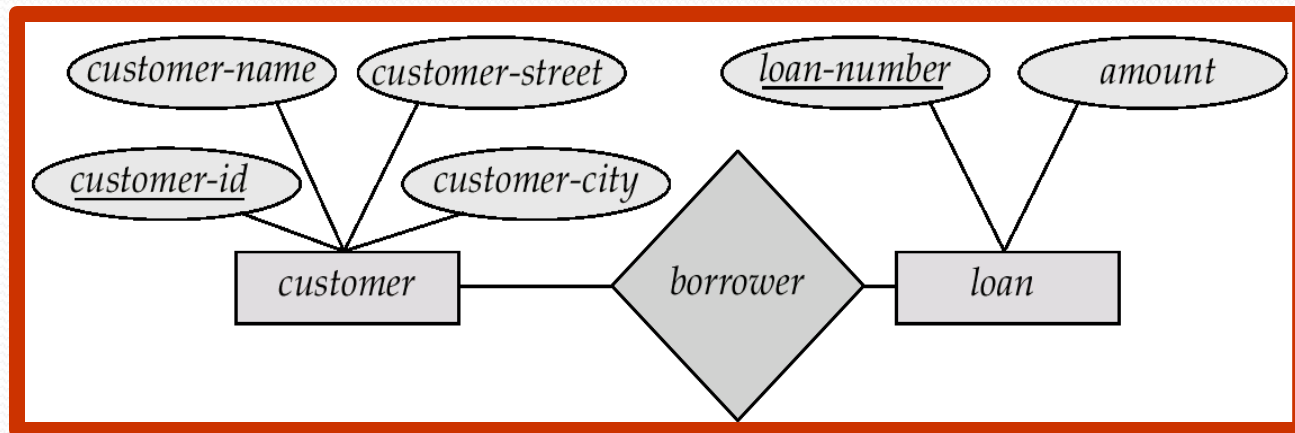 customer-name
customer-street
loan-number
amount
customer-id
customer-city
customer
borrower
loan